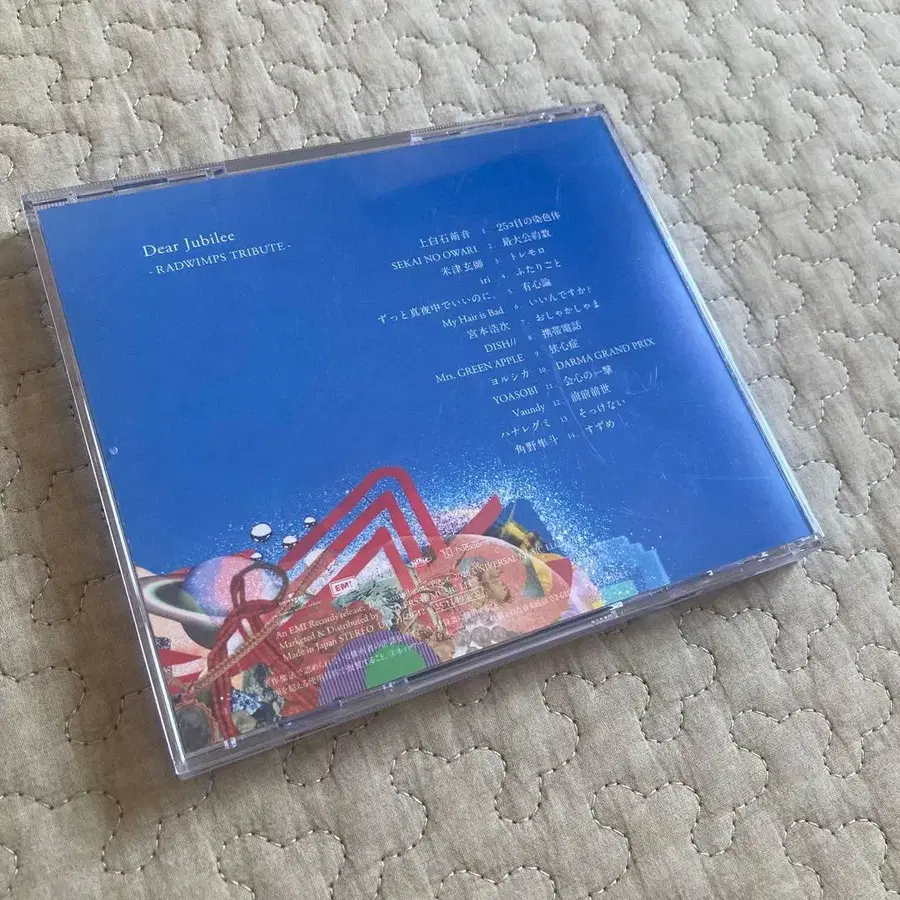 Dear Jubilee
- RADWIMPS TRIBUTE -
上白石萌音 1. 25コ目の染色体
SEKAI NO OWARI 2. 最大公約数
米津玄師 3. トレモロ
iri 4. ふたりごと
ずっと真夜中でいいのに。 5. 有心論
My Hair is Bad 6. いいんですか?
宮本浩次 7. おしゃかしゃま
DISH// 8. 携帯電話
Mrs. GREEN APPLE 9. 狭心症
ヨルシカ 10. DARMA GRAND PRIX
YOASOBI 11. 会心の一撃
Vaundy 12. 前前前世
ハナレグミ 13. そっけない
角野隼斗 14. すずめ
EMI
An EMI Records release.
Marketed & Distributed by
Made in Japan STEREO
UNIVERSAL